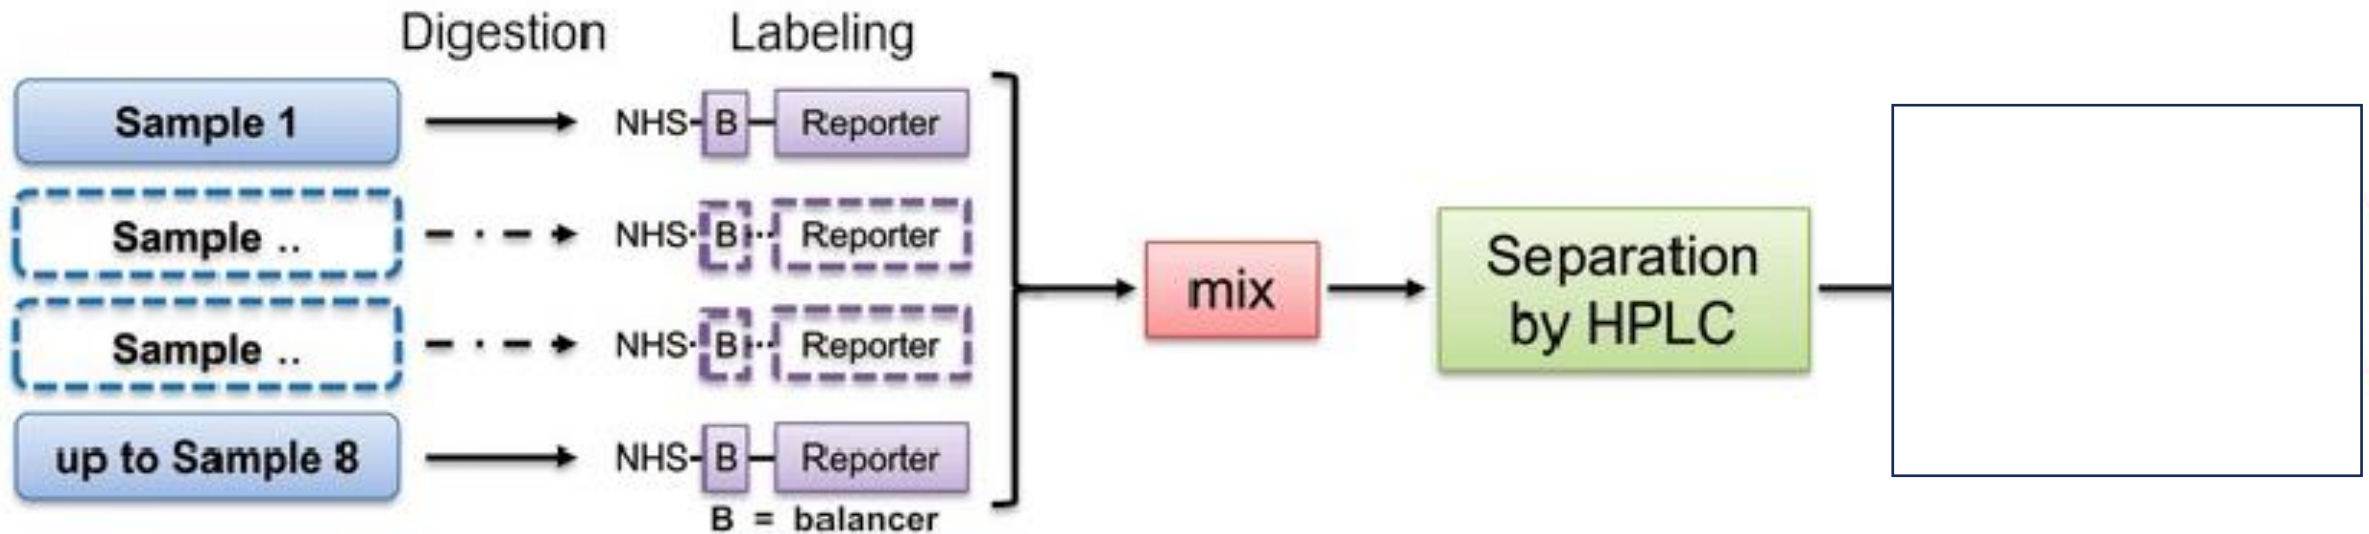 Digestion
Labeling
Sample 1
NHS
B
Reporter
Sample ..
NHS
B
Reporter
Sample ..
NHS
B
Reporter
up to Sample 8
NHS
B
Reporter
B = balancer
mix
Separation
by HPLC